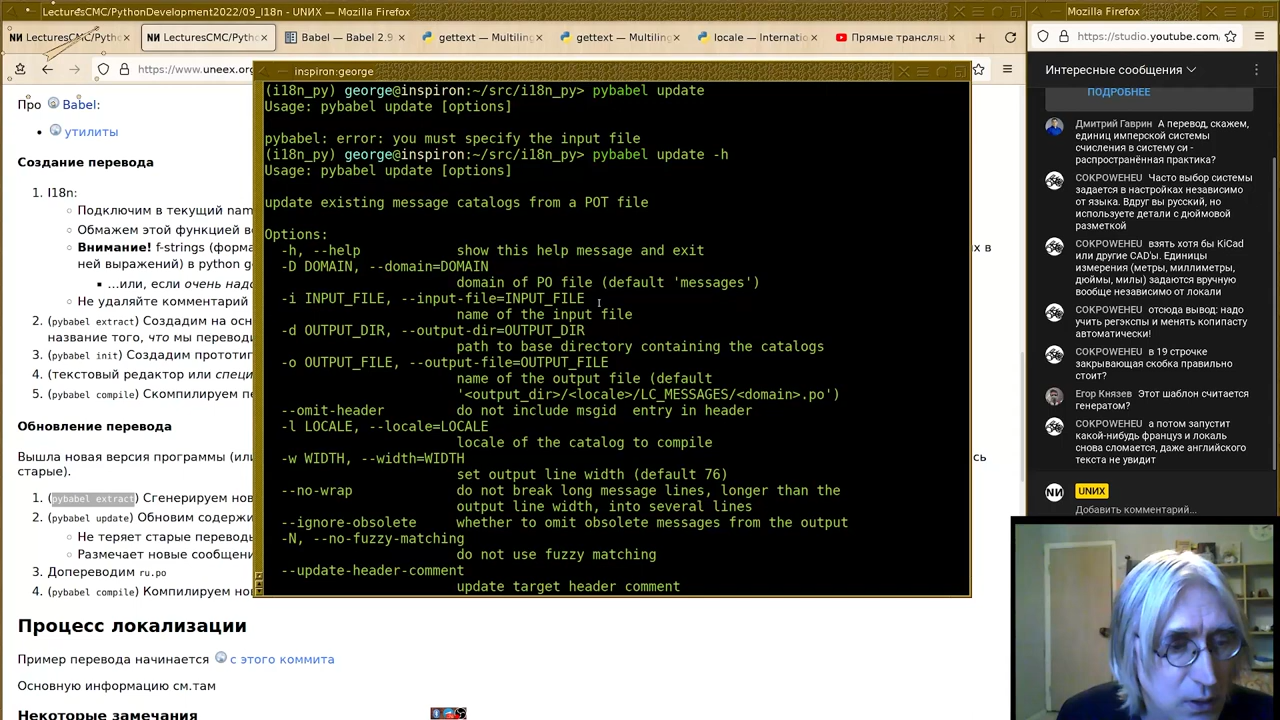 LecturesCMC/PythonDevelopment2022/09_I18n - UNИX — Mozilla Firefox
Mozilla Firefox
LecturesCMC/Pytho
LecturesCMC/Pytho
Babel — Babel 2.9
gettext — Multiling
gettext — Multiling
locale — Internatio
Прямые трансляц
https://studio.youtube.com
https://www.uneex.org
inspiron:george
Интересные сообщения
ПОДРОБНЕЕ
Про Babel:
утилиты
Создание перевода
1. I18n:
Подключим в текущий nam
Обмажем этой функцией в
Внимание! f-strings (форма
ней выражений) в python ga
…или, если очень надо
Не удаляйте комментарий
2. (pybabel extract) Создадим на ос
название того, что мы перевод
3. (pybabel init) Создадим прототип
4. (текстовый редактор или специ
5. (pybabel compile) Скомпилируем пе
Обновление перевода
Вышла новая версия программы (или
старые).
1. (pybabel extract) Сгенерируем нов
2. (pybabel update) Обновим содержи
Не теряет старые переводы
Размечает новые сообщени
3. Допереводим ru.po
4. (pybabel compile) Компилируем нов
Процесс локализации
Пример перевода начинается с этого коммита
Основную информацию см.там
Некоторые замечания
(i18n_py) george@inspiron:~/src/i18n_py> pybabel update
Usage: pybabel update [options]
pybabel: error: you must specify the input file
(i18n_py) george@inspiron:~/src/i18n_py> pybabel update -h
Usage: pybabel update [options]
update existing message catalogs from a POT file
Options:
-h, --help show this help message and exit
-D DOMAIN, --domain=DOMAIN
domain of PO file (default 'messages')
-i INPUT_FILE, --input-file=INPUT_FILE
name of the input file
-d OUTPUT_DIR, --output-dir=OUTPUT_DIR
path to base directory containing the catalogs
-o OUTPUT_FILE, --output-file=OUTPUT_FILE
name of the output file (default
'<output_dir>/<locale>/LC_MESSAGES/<domain>.po')
--omit-header do not include msgid entry in header
-l LOCALE, --locale=LOCALE
locale of the catalog to compile
-w WIDTH, --width=WIDTH
set output line width (default 76)
--no-wrap do not break long message lines, longer than the
output line width, into several lines
--ignore-obsolete whether to omit obsolete messages from the output
-N, --no-fuzzy-matching
do not use fuzzy matching
--update-header-comment
update target header comment
их в
сь
Дмитрий Гаврин А перевод, скажем,
единиц имперской системы
счисления в систему си -
распространённая практика?
COKPOWEHEU Часто выбор системы
задается в настройках независимо
от языка. Вдруг вы русский, но
используете детали с дюймовой
разметкой
COKPOWEHEU взять хотя бы KiCad
или другие CAD'ы. Единицы
измерения (метры, миллиметры,
дюймы, милы) задаются вручную
вообще независимо от локали
COKPOWEHEU отсюда вывод: надо
учить регэкспы и менять копипасту
автоматически!
COKPOWEHEU в 19 строчке
закрывающая скобка правильно
стоит?
Егор Князев Этот шаблон считается
генератом?
COKPOWEHEU а потом запустит
какой-нибудь француз и локаль
снова сломается, даже английского
текста не увидит
UNИX
Добавить комментарий...